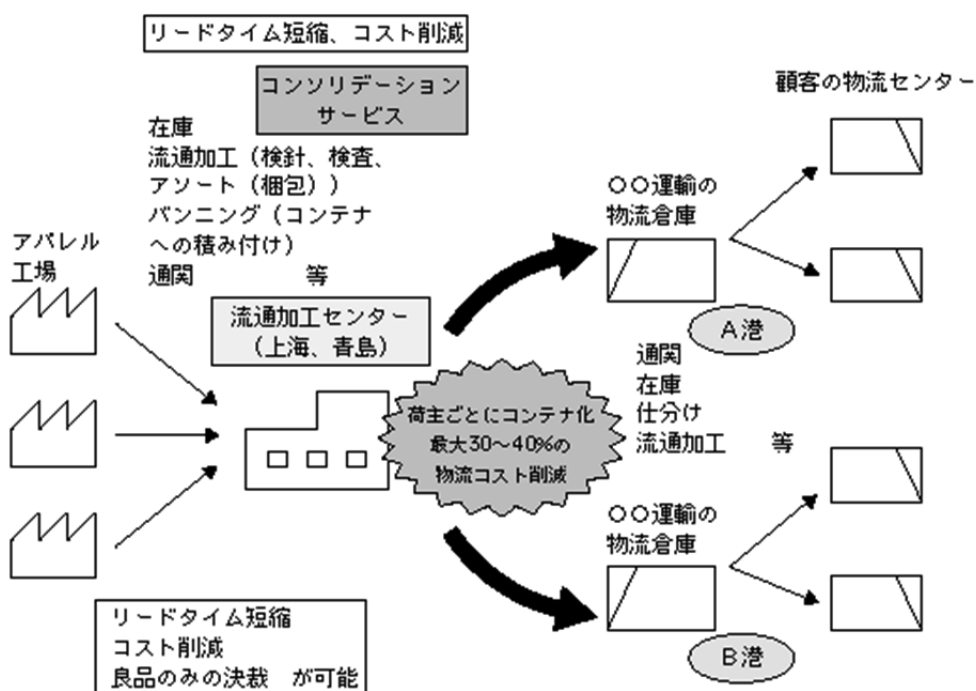 リードタイム短縮、コスト削減
コンソリデーション
サービス
在庫
流通加工（検針、検査、
アソート（梱包））
バンニング（コンテナ
への積み付け）
通関　　　　　等
アパレル
工場
流通加工センター
（上海、青島）
荷主ごとにコンテナ化
最大30〜40%の
物流コスト削減
リードタイム短縮
コスト削減
良品のみの決裁　が可能
○○運輸の
物流倉庫
A港
通関
在庫
仕分け
流通加工　等
○○運輸の
物流倉庫
B港
顧客の物流センター